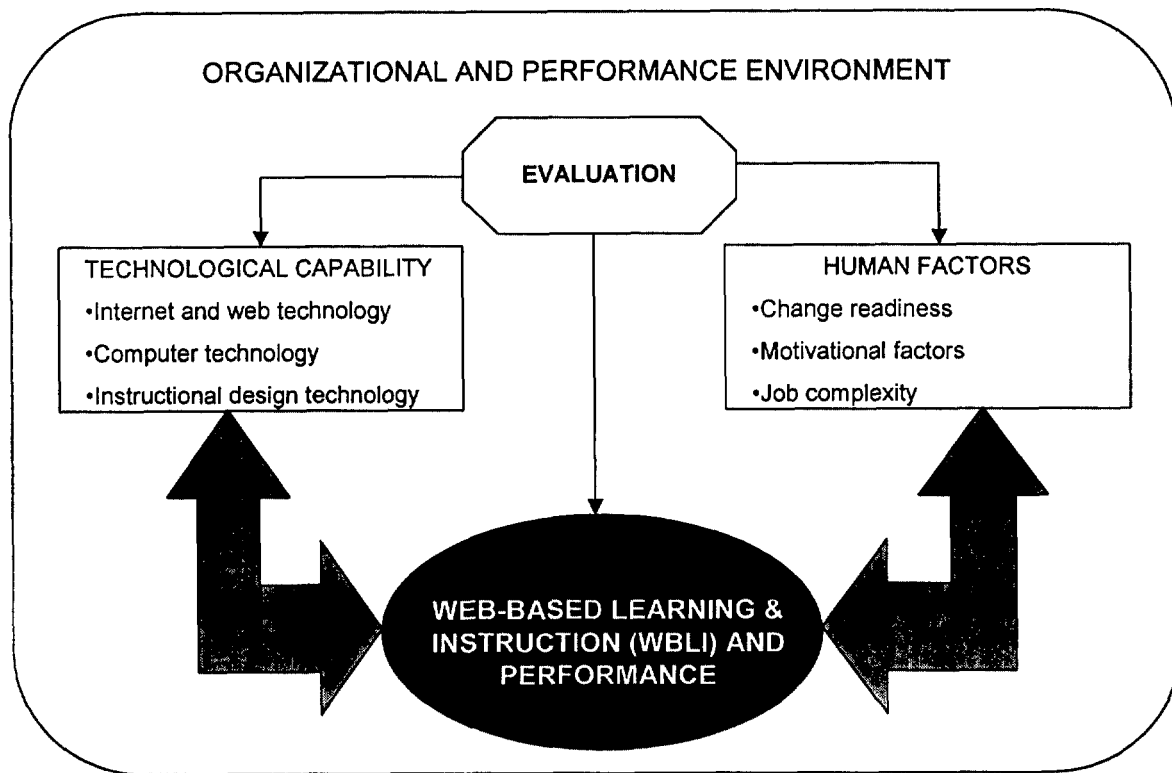 ORGANIZATIONAL AND PERFORMANCE ENVIRONMENT
EVALUATION
TECHNOLOGICAL CAPABILITY
•Internet and web technology
•Computer technology
•Instructional design technology
HUMAN FACTORS
•Change readiness
•Motivational factors
•Job complexity
WEB-BASED LEARNING &
INSTRUCTION (WBLI) AND
PERFORMANCE